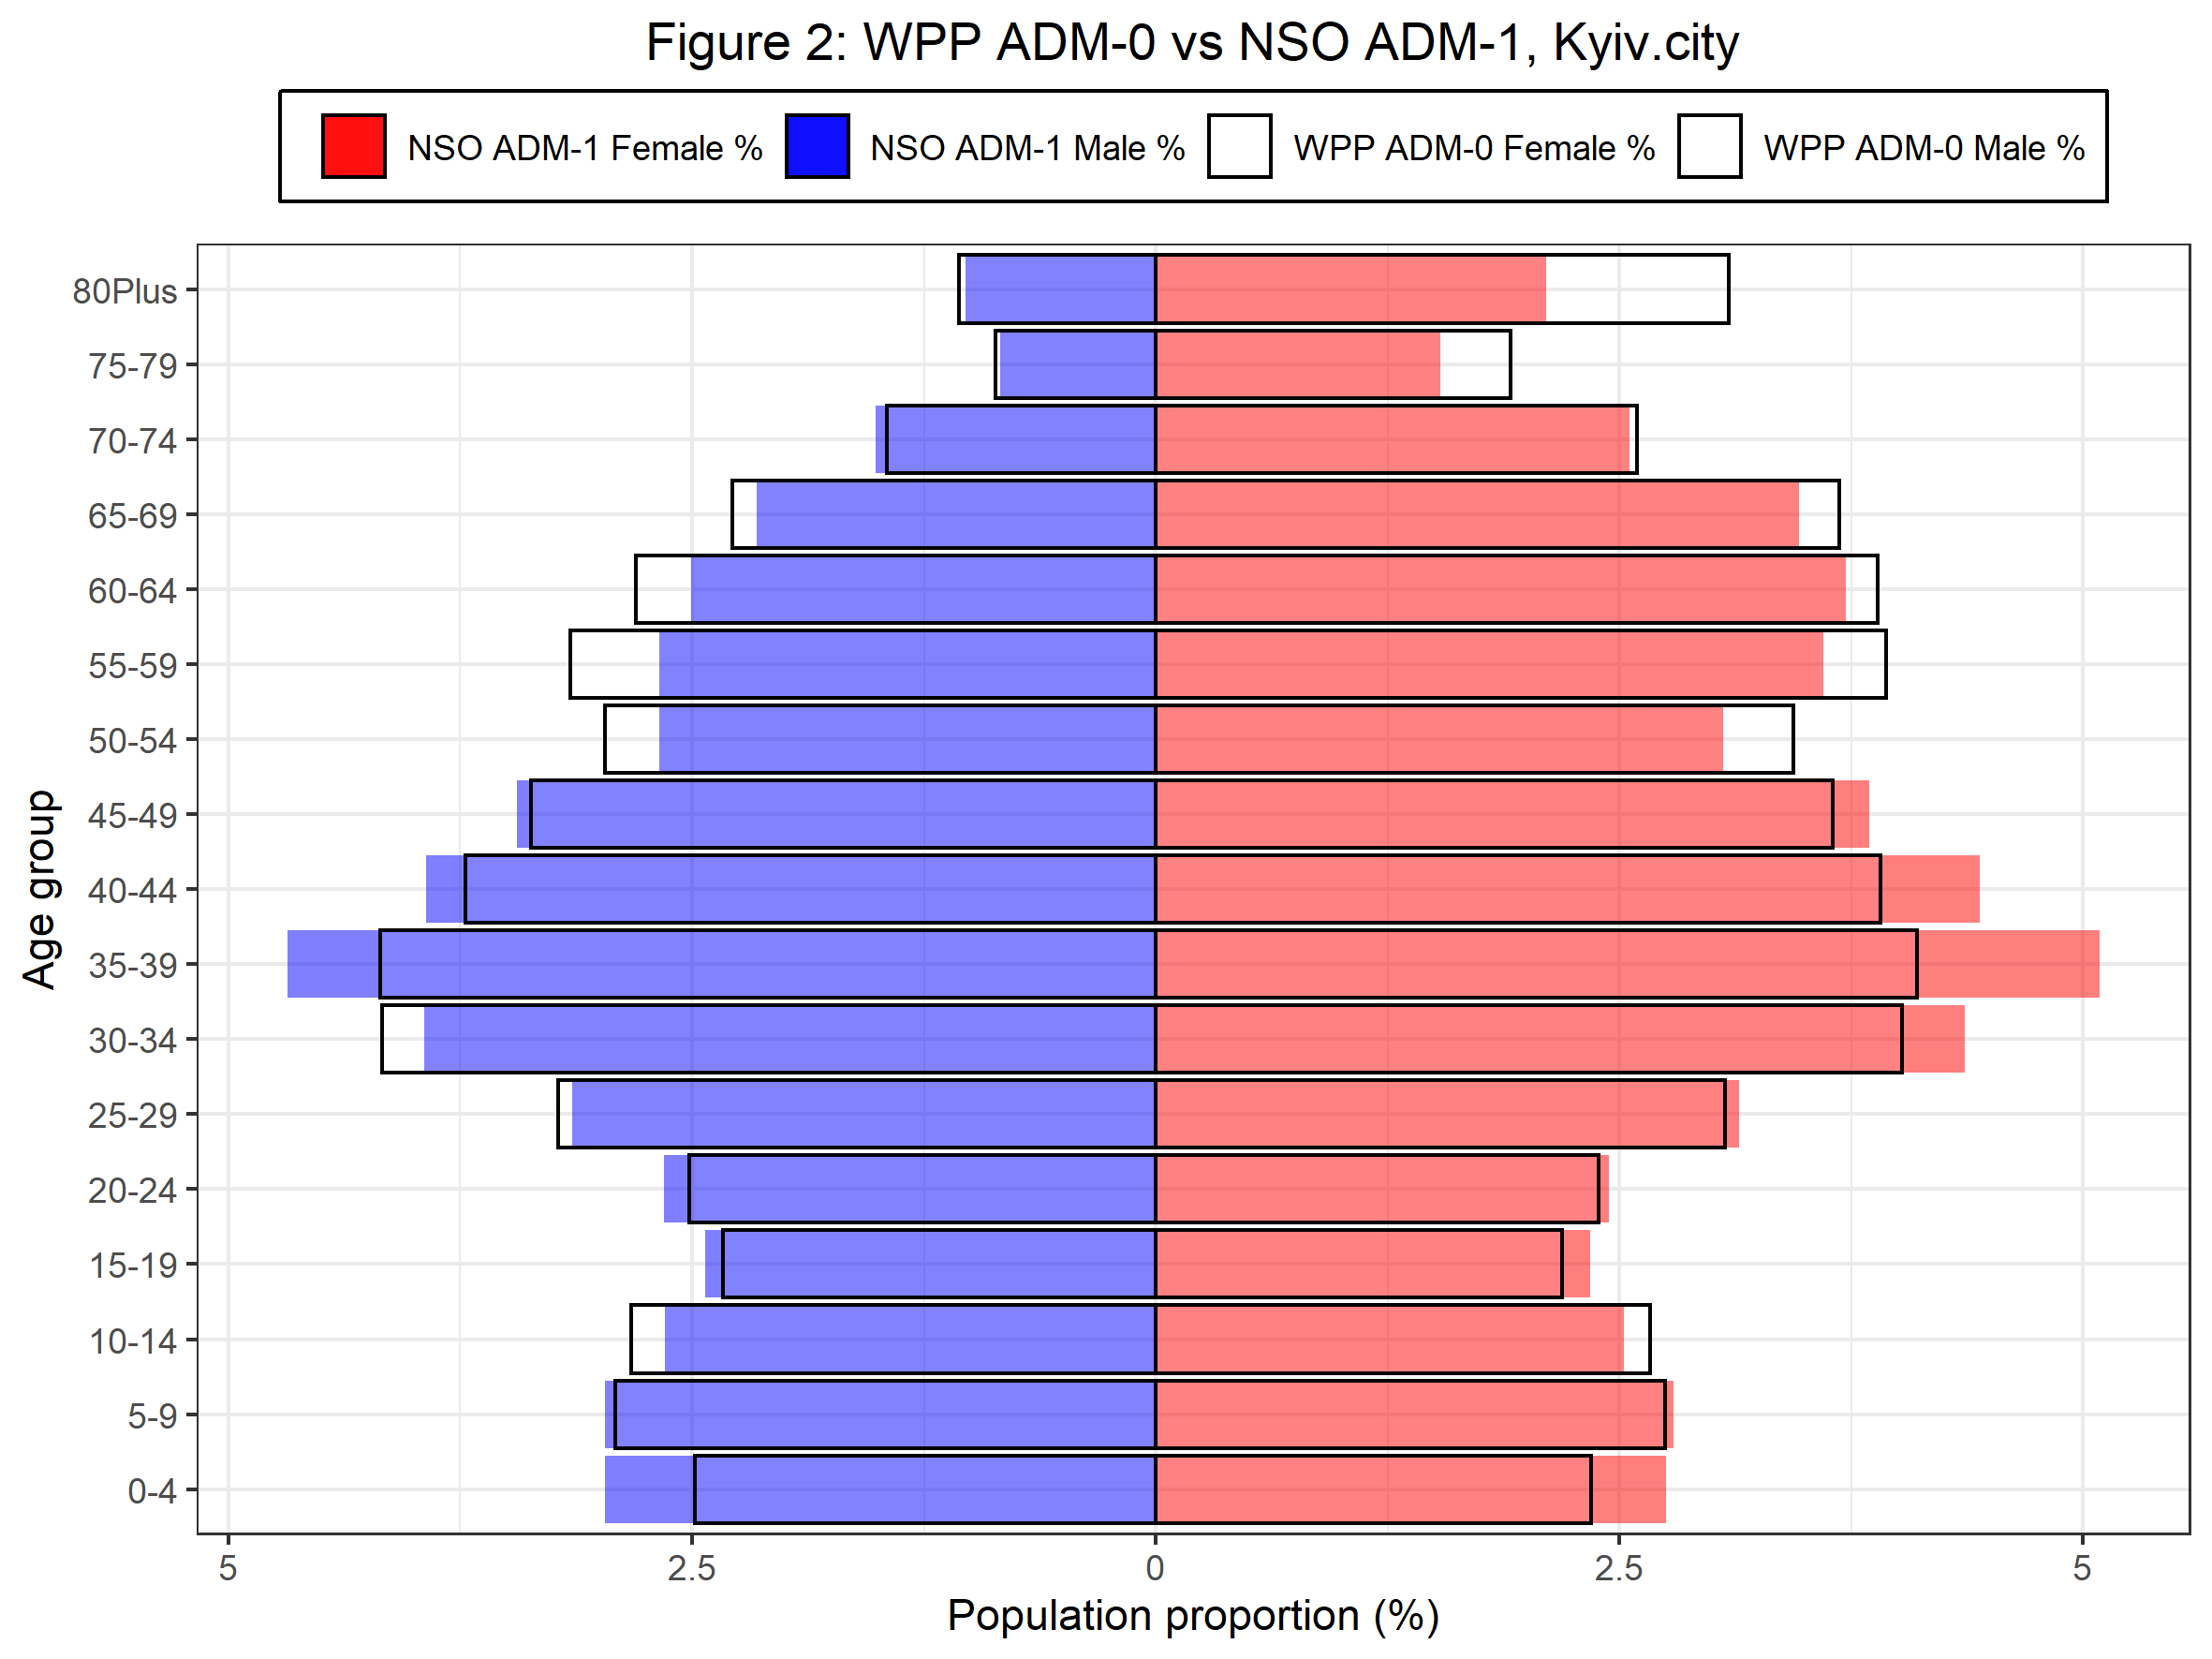 Figure 2: WPP ADM-0 vs NSO ADM-1, Kyiv.city
NSO ADM-1 Female % NSO ADM-1 Male % WPP ADM-0 Female % WPP ADM-0 Male %
80Plus
75-79
70-74
65-69
60-64
55-59
50-54
45-49
40-44
35-39
30-34
25-29
20-24
15-19
10-14
5-9
0-4
Age group
5 2.5 0 2.5 5
Population proportion (%)